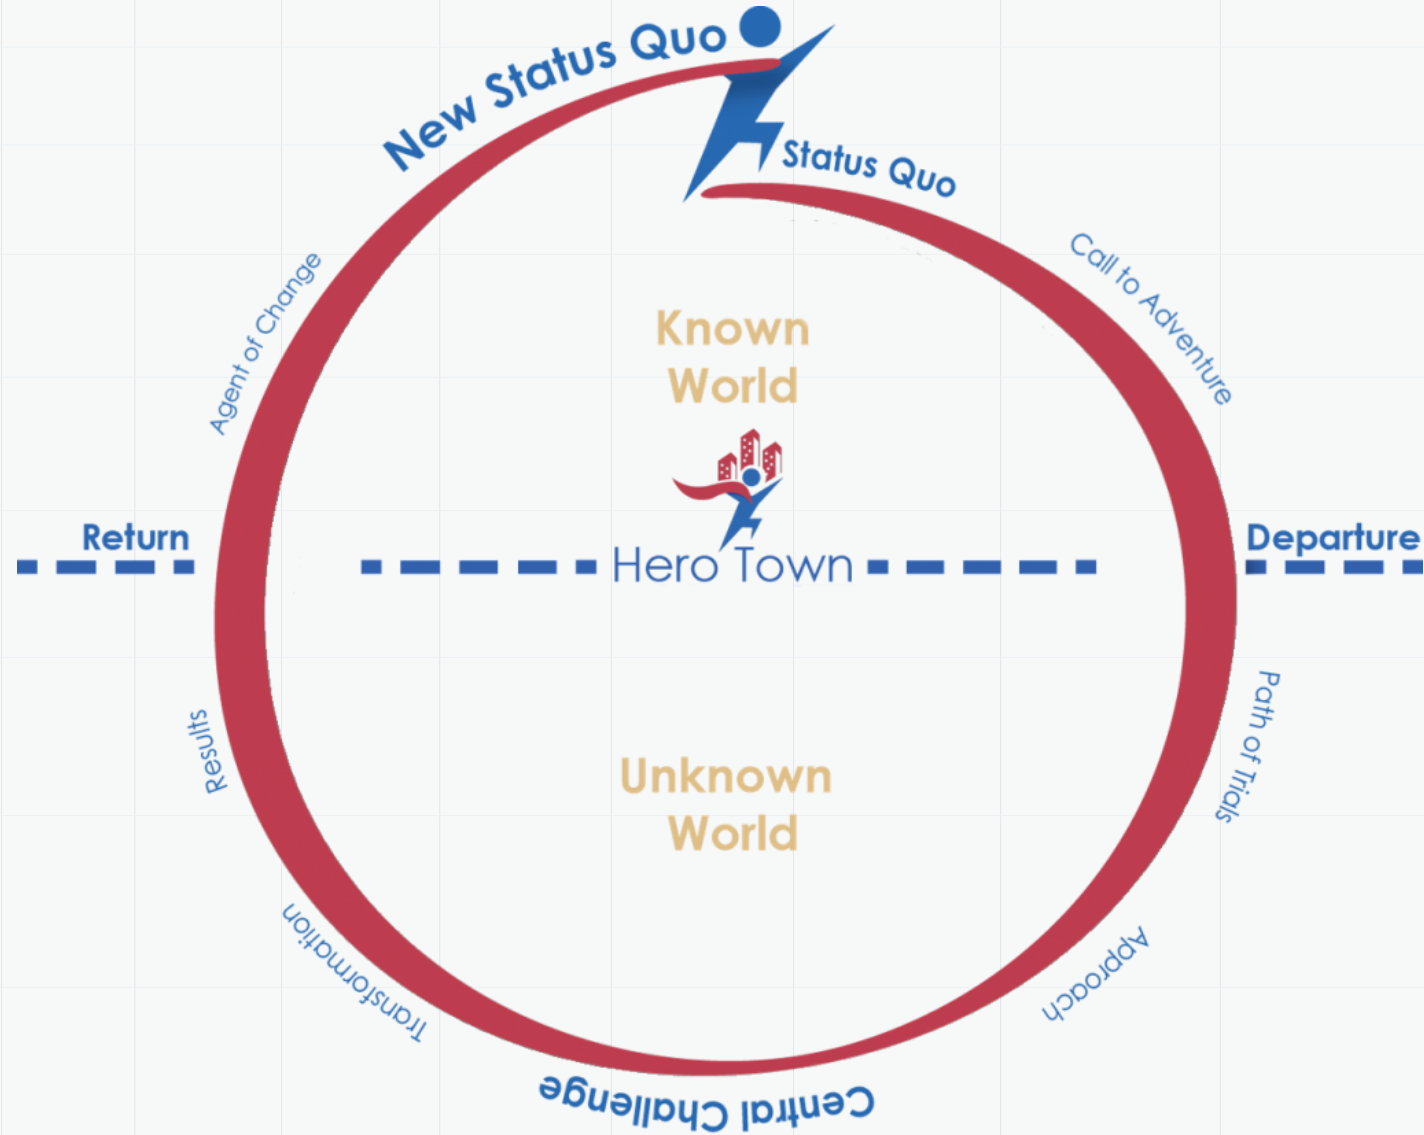 New Status Quo
Status Quo
Call to Adventure
Agent of Change
Known
World
Return
Hero Town
Departure
Path of Trials
Results
Unknown
World
Approach
Transformation
Central Challenge